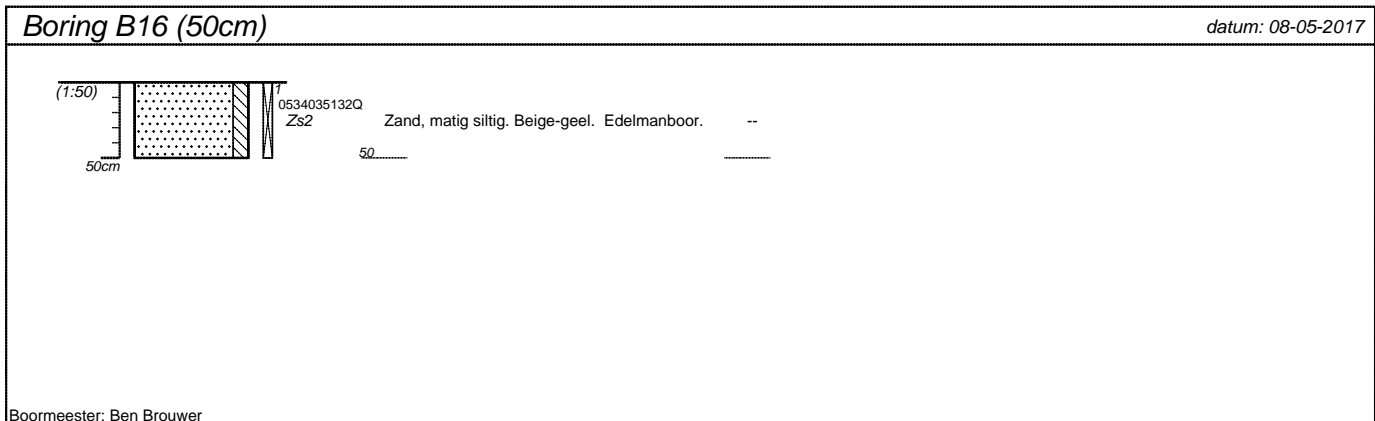 Boring B16 (50cm)
datum: 08-05-2017
(1:50)
1
0534035132Q
Zs2 Zand, matig siltig. Beige-geel. Edelmanboor. --
50
50cm
Boormeester: Ben Brouwer